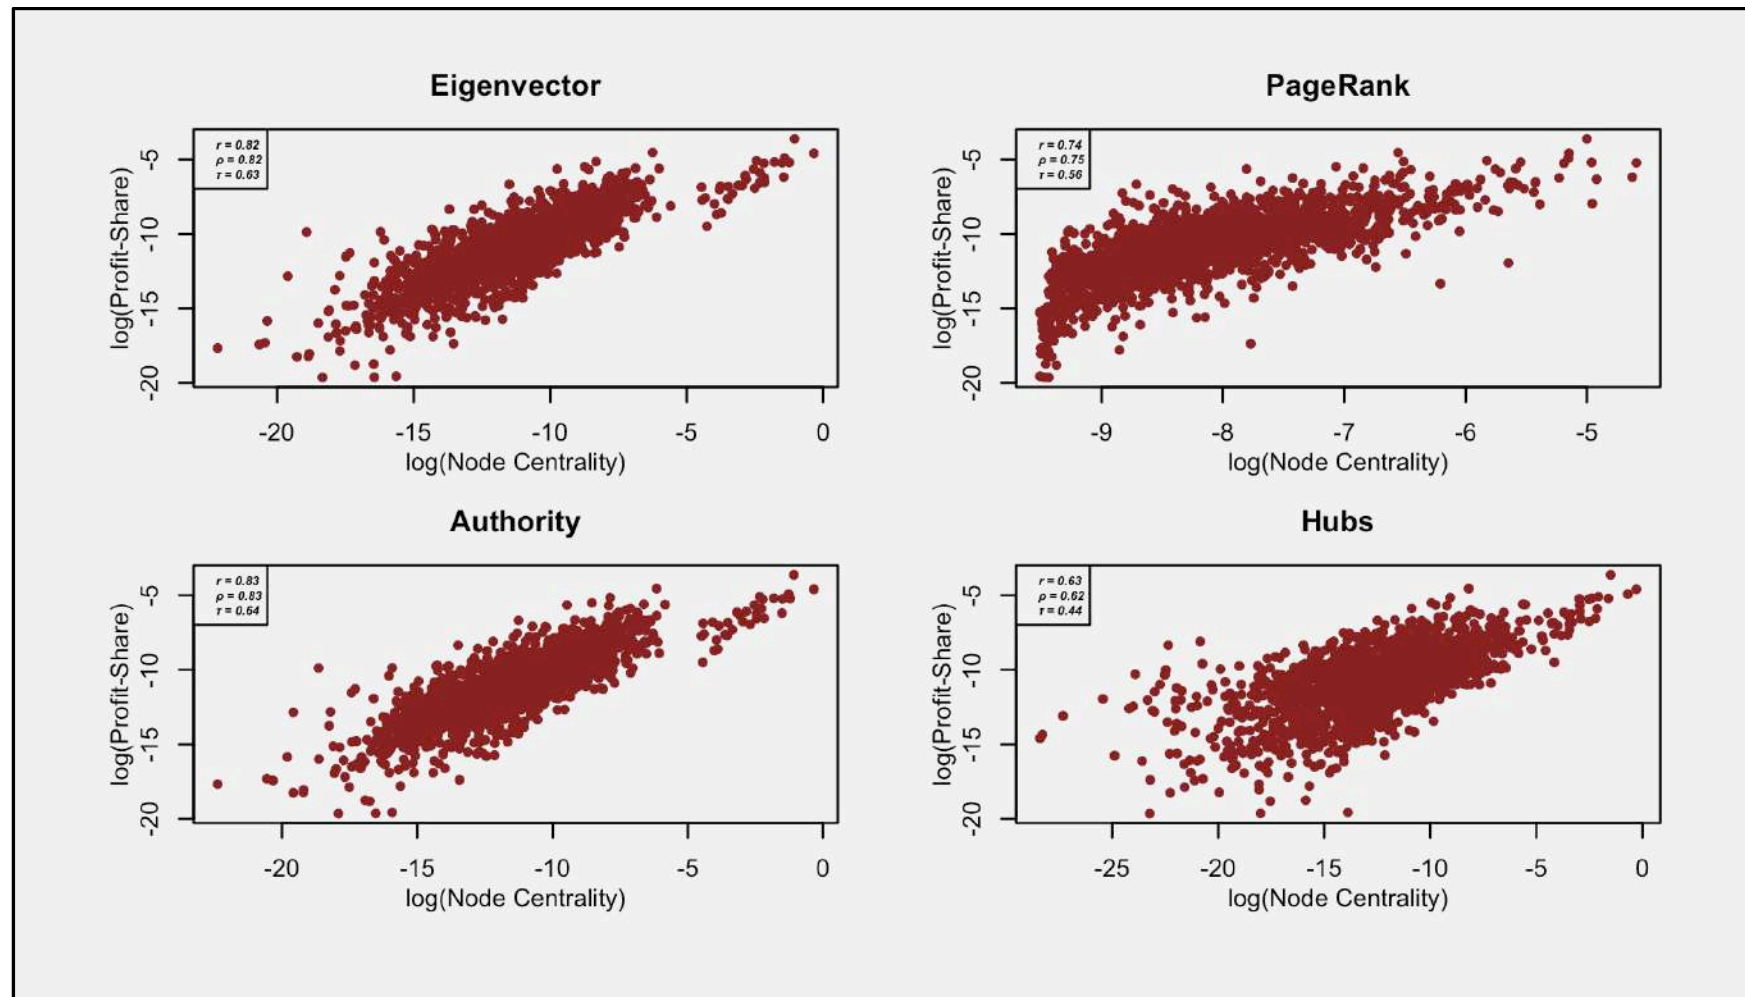 Eigenvector
r = 0.82
ρ = 0.82
τ = 0.63
log(Profit-Share)
-5
-10
-15
-20
-20 -15 -10 -5 0
log(Node Centrality)
PageRank
r = 0.74
ρ = 0.75
τ = 0.56
log(Profit-Share)
-5
-10
-15
-20
-9 -8 -7 -6 -5
log(Node Centrality)
Authority
r = 0.83
ρ = 0.83
τ = 0.64
log(Profit-Share)
-5
-10
-15
-20
-20 -15 -10 -5 0
log(Node Centrality)
Hubs
r = 0.63
ρ = 0.62
τ = 0.44
log(Profit-Share)
-5
-10
-15
-20
-25 -20 -15 -10 -5 0
log(Node Centrality)